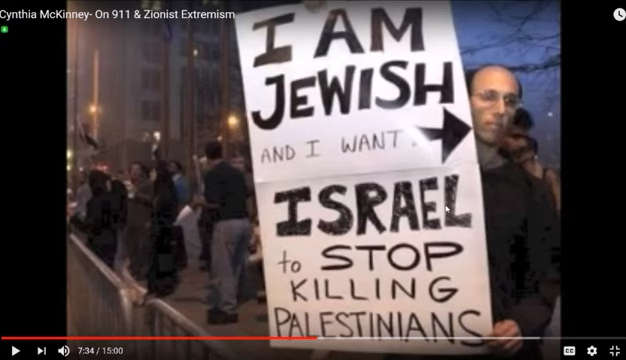 Cynthia McKinney- On 911 & Zionist Extremism
I AM
JEWISH
AND I WANT
ISRAEL
to STOP
KILLING
PALESTINIANS
7:34 / 15:00
CC